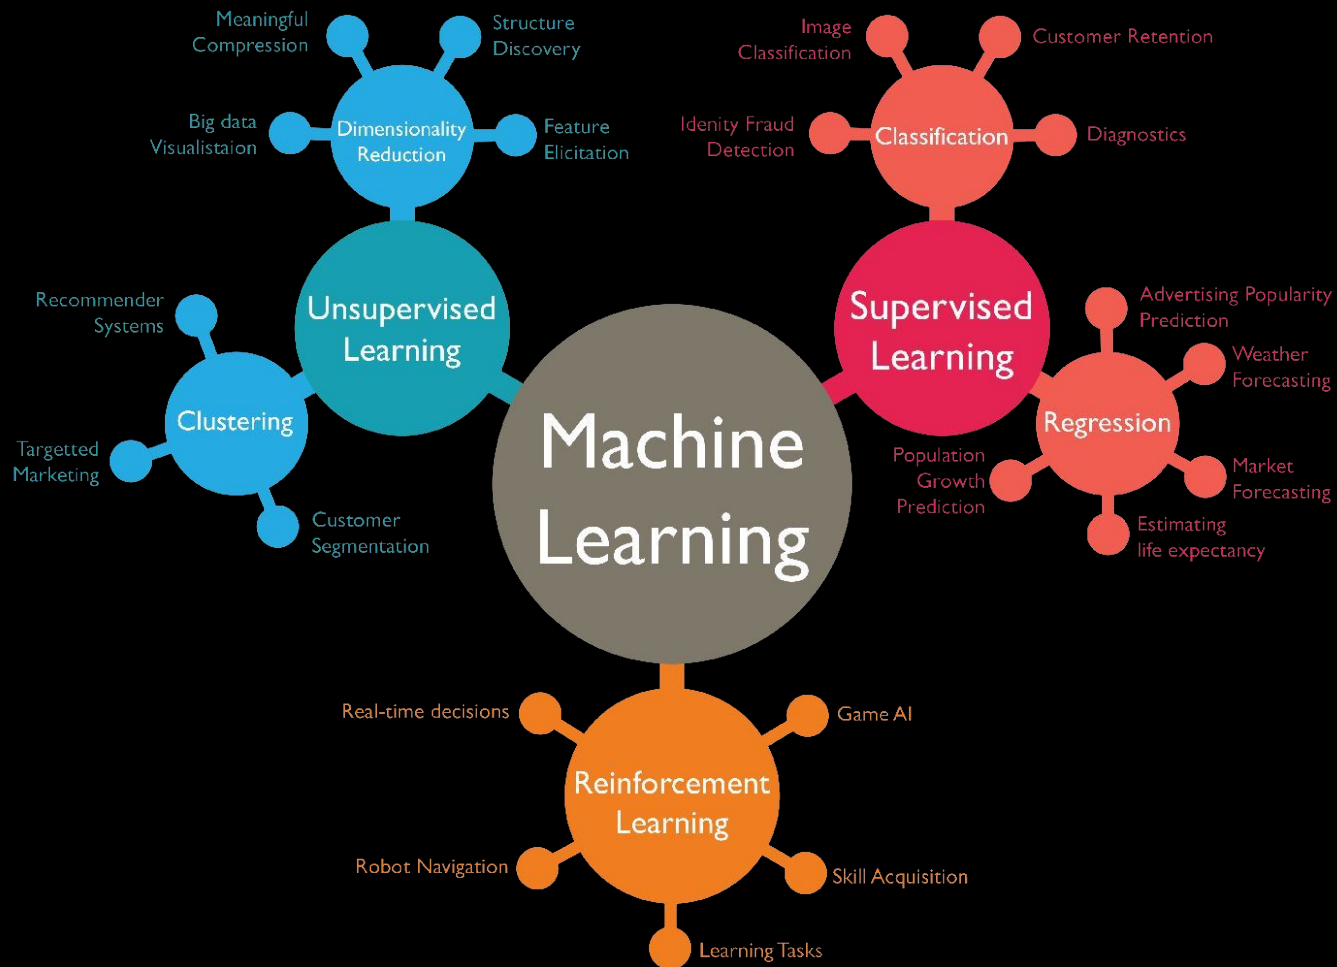 Meaningful
Compression
Structure
Discovery
Big data
Visualistaion
Dimensionality
Reduction
Feature
Elicitation
Image
Classification
Customer Retention
Idenity Fraud
Detection
Classification
Diagnostics
Unsupervised
Learning
Recommender
Systems
Clustering
Targetted
Marketing
Customer
Segmentation
Supervised
Learning
Advertising Popularity
Prediction
Weather
Forecasting
Regression
Population
Growth
Prediction
Market
Forecasting
Estimating
life expectancy
Machine
Learning
Real-time decisions
Game AI
Reinforcement
Learning
Robot Navigation
Skill Acquisition
Learning Tasks